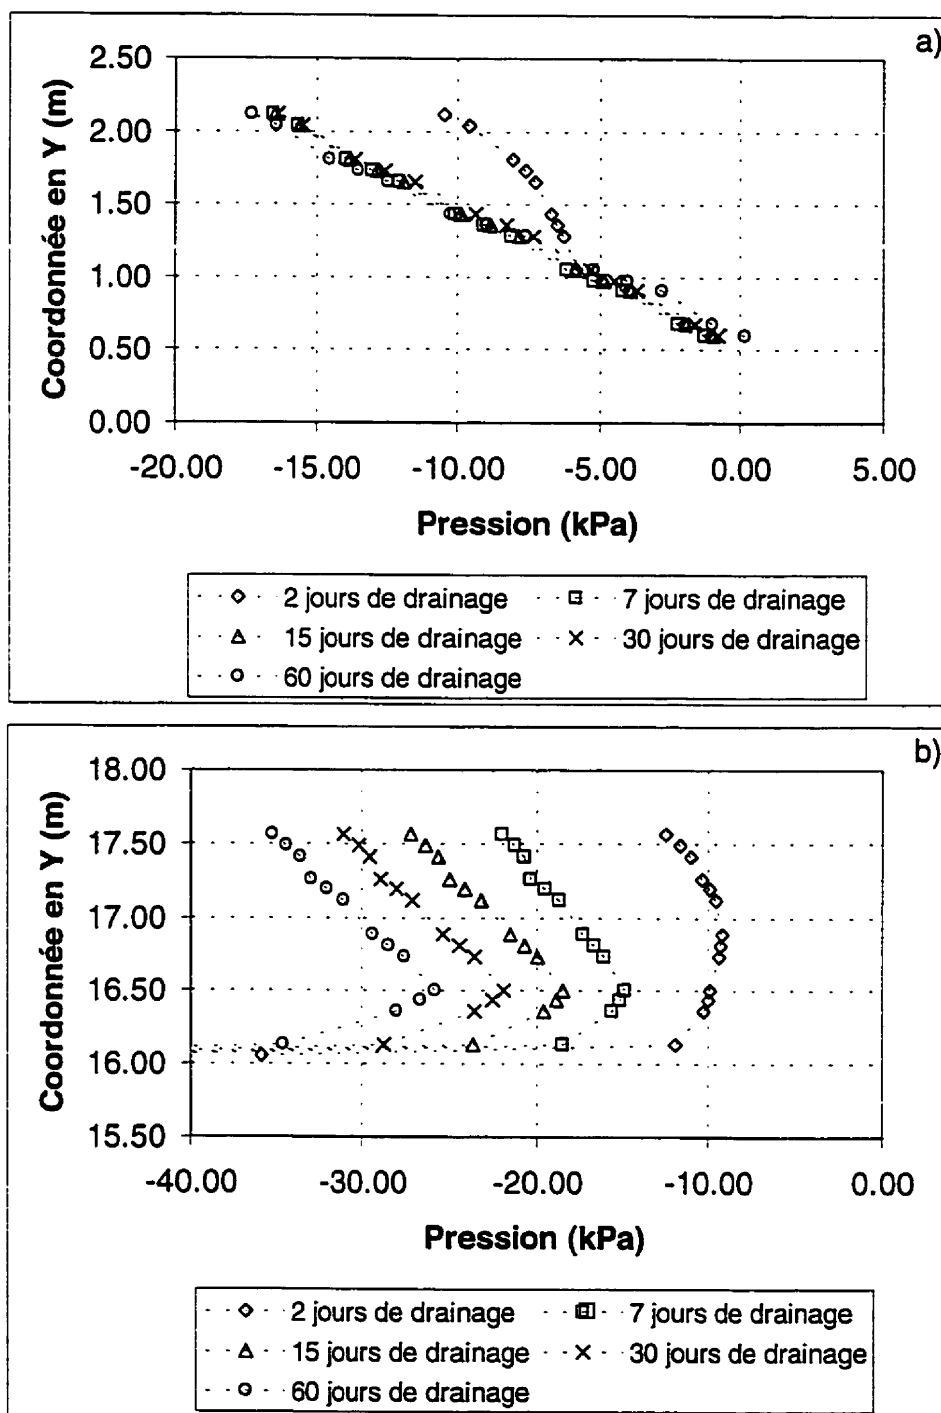 a)
2.50
2.00
1.50
1.00
0.50
0.00
Coordonnée en Y (m)
-20.00 -15.00 -10.00 -5.00 0.00 5.00
Pression (kPa)
2 jours de drainage 7 jours de drainage
15 jours de drainage 30 jours de drainage
60 jours de drainage
b)
18.00
17.50
17.00
16.50
16.00
15.50
Coordonnée en Y (m)
-40.00 -30.00 -20.00 -10.00 0.00
Pression (kPa)
2 jours de drainage 7 jours de drainage
15 jours de drainage 30 jours de drainage
60 jours de drainage